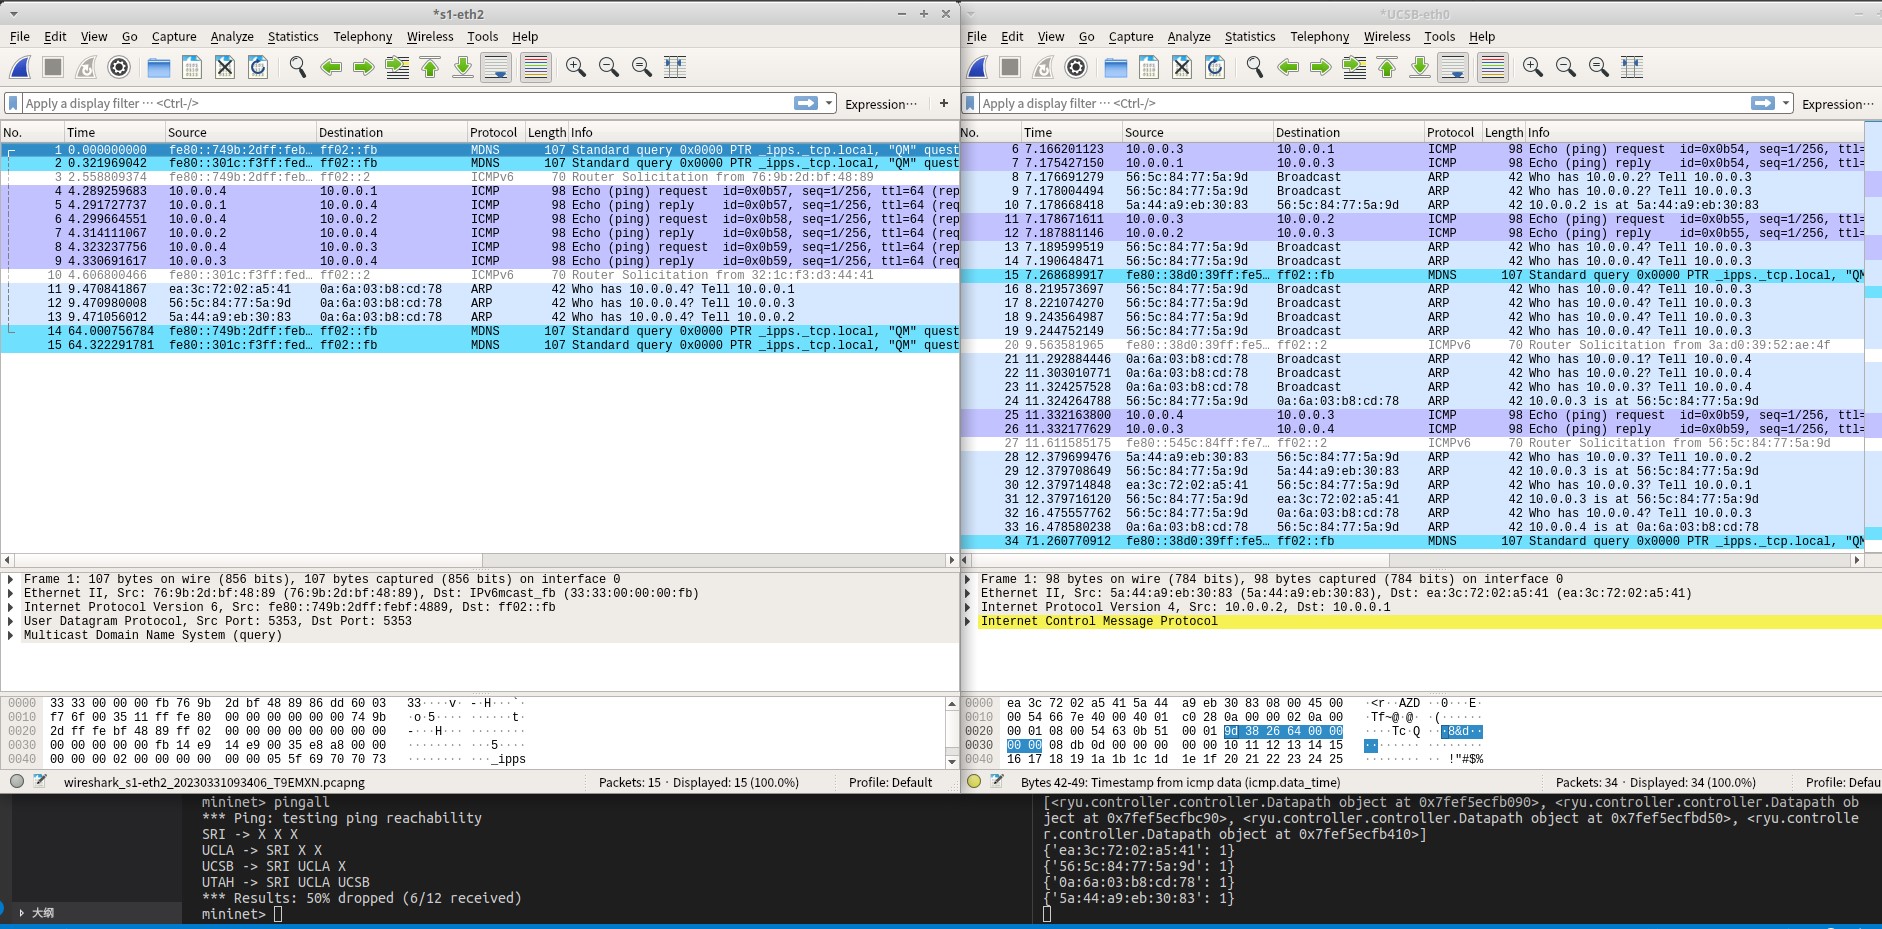 *s1-eth2
File Edit View Go Capture Analyze Statistics Telephony Wireless Tools Help
Apply a display filter ··· <Ctrl-/>
Expression···
+
No. Time Source Destination Protocol Length Info
1 0.000000000 fe80::749b:2dff:feb… ff02::fb MDNS 107 Standard query 0x0000 PTR _ipps._tcp.local, "QM" quest
2 0.321969042 fe80::301c:f3ff:fed… ff02::fb MDNS 107 Standard query 0x0000 PTR _ipps._tcp.local, "QM" quest
3 2.558809374 fe80::749b:2dff:feb… ff02::2 ICMPv6 70 Router Solicitation from 76:9b:2d:bf:48:89
4 4.289259683 10.0.0.4 10.0.0.1 ICMP 98 Echo (ping) request id=0x0b57, seq=1/256, ttl=64 (rep
5 4.291727737 10.0.0.1 10.0.0.4 ICMP 98 Echo (ping) reply id=0x0b57, seq=1/256, ttl=64 (req
6 4.299664551 10.0.0.4 10.0.0.2 ICMP 98 Echo (ping) request id=0x0b58, seq=1/256, ttl=64 (rep
7 4.314111067 10.0.0.2 10.0.0.4 ICMP 98 Echo (ping) reply id=0x0b58, seq=1/256, ttl=64 (req
8 4.323237756 10.0.0.4 10.0.0.3 ICMP 98 Echo (ping) request id=0x0b59, seq=1/256, ttl=64 (rep
9 4.330691617 10.0.0.3 10.0.0.4 ICMP 98 Echo (ping) reply id=0x0b59, seq=1/256, ttl=64 (req
10 4.606800046 fe80::301c:f3ff:fed… ff02::2 ICMPv6 70 Router Solicitation from 32:1c:f3:d3:44:41
11 9.470841867 ea:3c:72:02:a5:41 0a:6a:03:b8:cd:78 ARP 42 Who has 10.0.0.4? Tell 10.0.0.1
12 9.470980008 56:5c:84:77:5a:9d 0a:6a:03:b8:cd:78 ARP 42 Who has 10.0.0.4? Tell 10.0.0.3
13 9.471056012 5a:44:a9:eb:30:83 0a:6a:03:b8:cd:78 ARP 42 Who has 10.0.0.4? Tell 10.0.0.2
14 64.000756784 fe80::749b:2dff:feb… ff02::fb MDNS 107 Standard query 0x0000 PTR _ipps._tcp.local, "QM" quest
15 64.322291781 fe80::301c:f3ff:fed… ff02::fb MDNS 107 Standard query 0x0000 PTR _ipps._tcp.local, "QM" quest
Frame 1: 107 bytes on wire (856 bits), 107 bytes captured (856 bits) on interface 0
Ethernet II, Src: 76:9b:2d:bf:48:89 (76:9b:2d:bf:48:89), Dst: IPv6mcast_fb (33:33:00:00:00:fb)
Internet Protocol Version 6, Src: fe80::749b:2dff:febf:4889, Dst: ff02::fb
User Datagram Protocol, Src Port: 5353, Dst Port: 5353
Multicast Domain Name System (query)
0000 33 33 00 00 00 fb 76 9b 2d bf 48 89 86 dd 60 03 33····v· -·H···`·
0010 f7 6f 00 35 11 ff fe 80 00 00 00 00 00 00 74 9b ·o·5···· ······t·
0020 2d ff fe bf 48 89 ff 02 00 00 00 00 00 00 00 00 -···H··· ········
0030 00 00 00 00 00 fb 14 e9 14 e9 00 35 e8 a8 00 00 ········ ···5····
0040 00 00 00 02 00 00 00 00 00 00 05 5f 69 70 70 73 ········ ···_ipps
wireshark_s1-eth2_20230331093406_T9EMXN.pcapng
Packets: 15 · Displayed: 15 (100.0%)
Profile: Default
*UCSB-eth0
File Edit View Go Capture Analyze Statistics Telephony Wireless Tools Help
Apply a display filter ··· <Ctrl-/>
Expression···
No. Time Source Destination Protocol Length Info
6 7.166201123 10.0.0.3 10.0.0.1 ICMP 98 Echo (ping) request id=0x0b54, seq=1/256, ttl=
7 7.175427150 10.0.0.1 10.0.0.3 ICMP 98 Echo (ping) reply id=0x0b54, seq=1/256, ttl=
8 7.176691279 56:5c:84:77:5a:9d Broadcast ARP 42 Who has 10.0.0.2? Tell 10.0.0.3
9 7.178004494 56:5c:84:77:5a:9d Broadcast ARP 42 Who has 10.0.0.2? Tell 10.0.0.3
10 7.178668418 5a:44:a9:eb:30:83 56:5c:84:77:5a:9d ARP 42 10.0.0.2 is at 5a:44:a9:eb:30:83
11 7.178671611 10.0.0.3 10.0.0.2 ICMP 98 Echo (ping) request id=0x0b55, seq=1/256, ttl=
12 7.187881146 10.0.0.2 10.0.0.3 ICMP 98 Echo (ping) reply id=0x0b55, seq=1/256, ttl=
13 7.189599519 56:5c:84:77:5a:9d Broadcast ARP 42 Who has 10.0.0.4? Tell 10.0.0.3
14 7.190648471 56:5c:84:77:5a:9d Broadcast ARP 42 Who has 10.0.0.4? Tell 10.0.0.3
15 7.268689917 fe80::38d0:39ff:fe5… ff02::fb MDNS 107 Standard query 0x0000 PTR _ipps._tcp.local, "QM
16 8.219573697 56:5c:84:77:5a:9d Broadcast ARP 42 Who has 10.0.0.4? Tell 10.0.0.3
17 8.221074270 56:5c:84:77:5a:9d Broadcast ARP 42 Who has 10.0.0.4? Tell 10.0.0.3
18 9.243564987 56:5c:84:77:5a:9d Broadcast ARP 42 Who has 10.0.0.4? Tell 10.0.0.3
19 9.244752149 56:5c:84:77:5a:9d Broadcast ARP 42 Who has 10.0.0.4? Tell 10.0.0.3
20 9.563581965 fe80::38d0:39ff:fe5… ff02::2 ICMPv6 70 Router Solicitation from 3a:d0:39:52:ae:4f
21 11.292884446 0a:6a:03:b8:cd:78 Broadcast ARP 42 Who has 10.0.0.1? Tell 10.0.0.4
22 11.303010771 0a:6a:03:b8:cd:78 Broadcast ARP 42 Who has 10.0.0.2? Tell 10.0.0.4
23 11.324257528 0a:6a:03:b8:cd:78 Broadcast ARP 42 Who has 10.0.0.3? Tell 10.0.0.4
24 11.324264788 56:5c:84:77:5a:9d 0a:6a:03:b8:cd:78 ARP 42 10.0.0.3 is at 56:5c:84:77:5a:9d
25 11.332163800 10.0.0.4 10.0.0.3 ICMP 98 Echo (ping) request id=0x0b59, seq=1/256, ttl=
26 11.332177629 10.0.0.3 10.0.0.4 ICMP 98 Echo (ping) reply id=0x0b59, seq=1/256, ttl=
27 11.611585175 fe80::545c:84ff:fe7… ff02::2 ICMPv6 70 Router Solicitation from 56:5c:84:77:5a:9d
28 12.379699476 5a:44:a9:eb:30:83 56:5c:84:77:5a:9d ARP 42 Who has 10.0.0.3? Tell 10.0.0.2
29 12.379708649 56:5c:84:77:5a:9d 5a:44:a9:eb:30:83 ARP 42 10.0.0.3 is at 56:5c:84:77:5a:9d
30 12.379714848 ea:3c:72:02:a5:41 56:5c:84:77:5a:9d ARP 42 Who has 10.0.0.3? Tell 10.0.0.1
31 12.379716120 56:5c:84:77:5a:9d ea:3c:72:02:a5:41 ARP 42 10.0.0.3 is at 56:5c:84:77:5a:9d
32 16.475557762 56:5c:84:77:5a:9d 0a:6a:03:b8:cd:78 ARP 42 Who has 10.0.0.4? Tell 10.0.0.3
33 16.478580238 0a:6a:03:b8:cd:78 56:5c:84:77:5a:9d ARP 42 10.0.0.4 is at 0a:6a:03:b8:cd:78
34 71.260770912 fe80::38d0:39ff:fe5… ff02::fb MDNS 107 Standard query 0x0000 PTR _ipps._tcp.local, "QM
Frame 1: 98 bytes on wire (784 bits), 98 bytes captured (784 bits) on interface 0
Ethernet II, Src: 5a:44:a9:eb:30:83 (5a:44:a9:eb:30:83), Dst: ea:3c:72:02:a5:41 (ea:3c:72:02:a5:41)
Internet Protocol Version 4, Src: 10.0.0.2, Dst: 10.0.0.1
Internet Control Message Protocol
0000 ea 3c 72 02 a5 41 5a 44 a9 eb 30 83 08 00 45 00 ·<r··AZD ··0···E·
0010 00 54 66 7e 40 00 40 01 c0 28 0a 00 00 02 0a 00 ·Tf~@·@· ·(······
0020 00 01 08 00 54 63 0b 51 00 01 9d 38 26 64 00 00 ····Tc·Q ···8&d··
0030 00 00 08 db 0d 00 00 00 00 00 10 11 12 13 14 15 ········ ········
0040 16 17 18 19 1a 1b 1c 1d 1e 1f 20 21 22 23 24 25 ········ ·· !"#$%
Bytes 42-49: Timestamp from icmp data (icmp.data_time)
Packets: 34 · Displayed: 34 (100.0%)
Profile: Defau
大纲
mininet> pingall
*** Ping: testing ping reachability
SRI -> X X X
UCLA -> SRI X X
UCSB -> SRI UCLA X
UTAH -> SRI UCLA UCSB
*** Results: 50% dropped (6/12 received)
mininet>
[<ryu.controller.controller.Datapath object at 0x7fef5ecfb090>, <ryu.controller.controller.Datapath ob
ject at 0x7fef5ecfbc90>, <ryu.controller.controller.Datapath object at 0x7fef5ecfbd50>, <ryu.controlle
r.controller.Datapath object at 0x7fef5ecfb410>]
{'ea:3c:72:02:a5:41': 1}
{'56:5c:84:77:5a:9d': 1}
{'0a:6a:03:b8:cd:78': 1}
{'5a:44:a9:eb:30:83': 1}